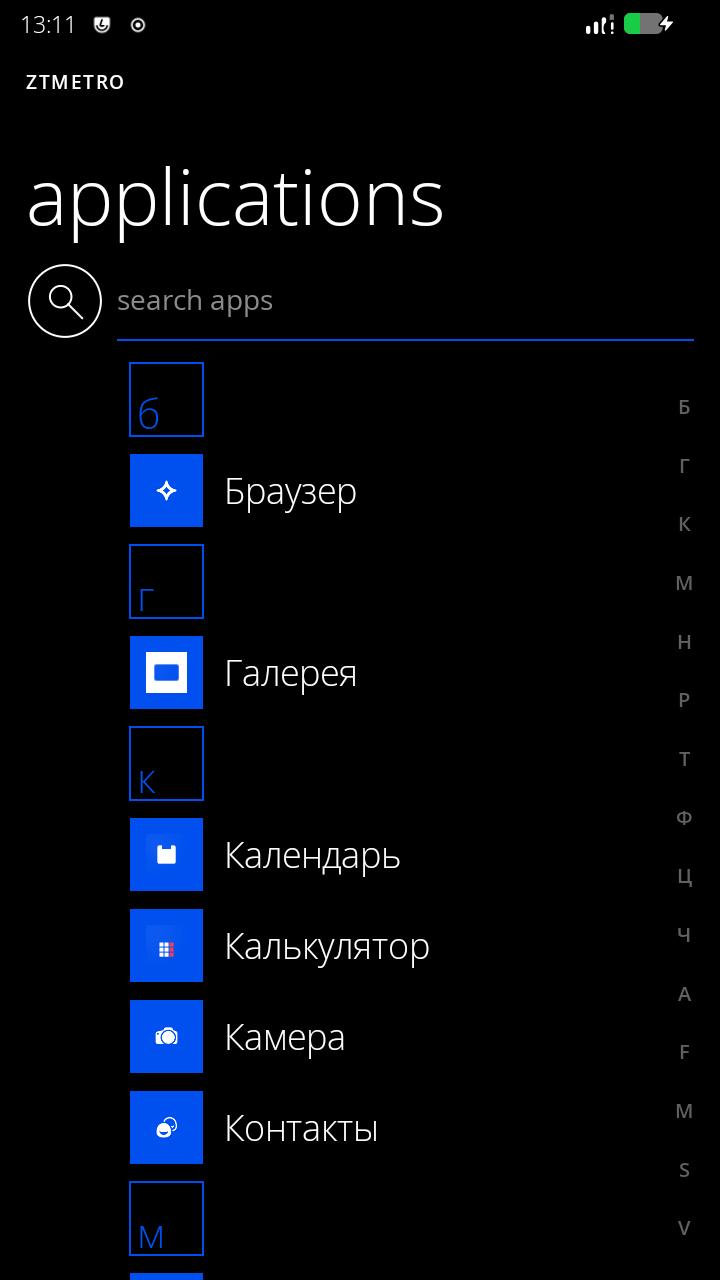 13:11
ZTMETRO
applications
search apps
б
Браузер
г
Галерея
к
Календарь
Калькулятор
Камера
Контакты
м
Б
Г
К
М
Н
Р
Т
Ф
Ц
Ч
A
F
M
S
V